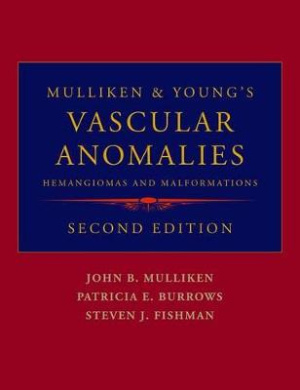 MULLIKEN & YOUNG'S
VASCULAR
ANOMALIES
HEMANGIOMAS AND MALFORMATIONS
SECOND EDITION
JOHN B. MULLIKEN
PATRICIA E. BURROWS
STEVEN J. FISHMAN